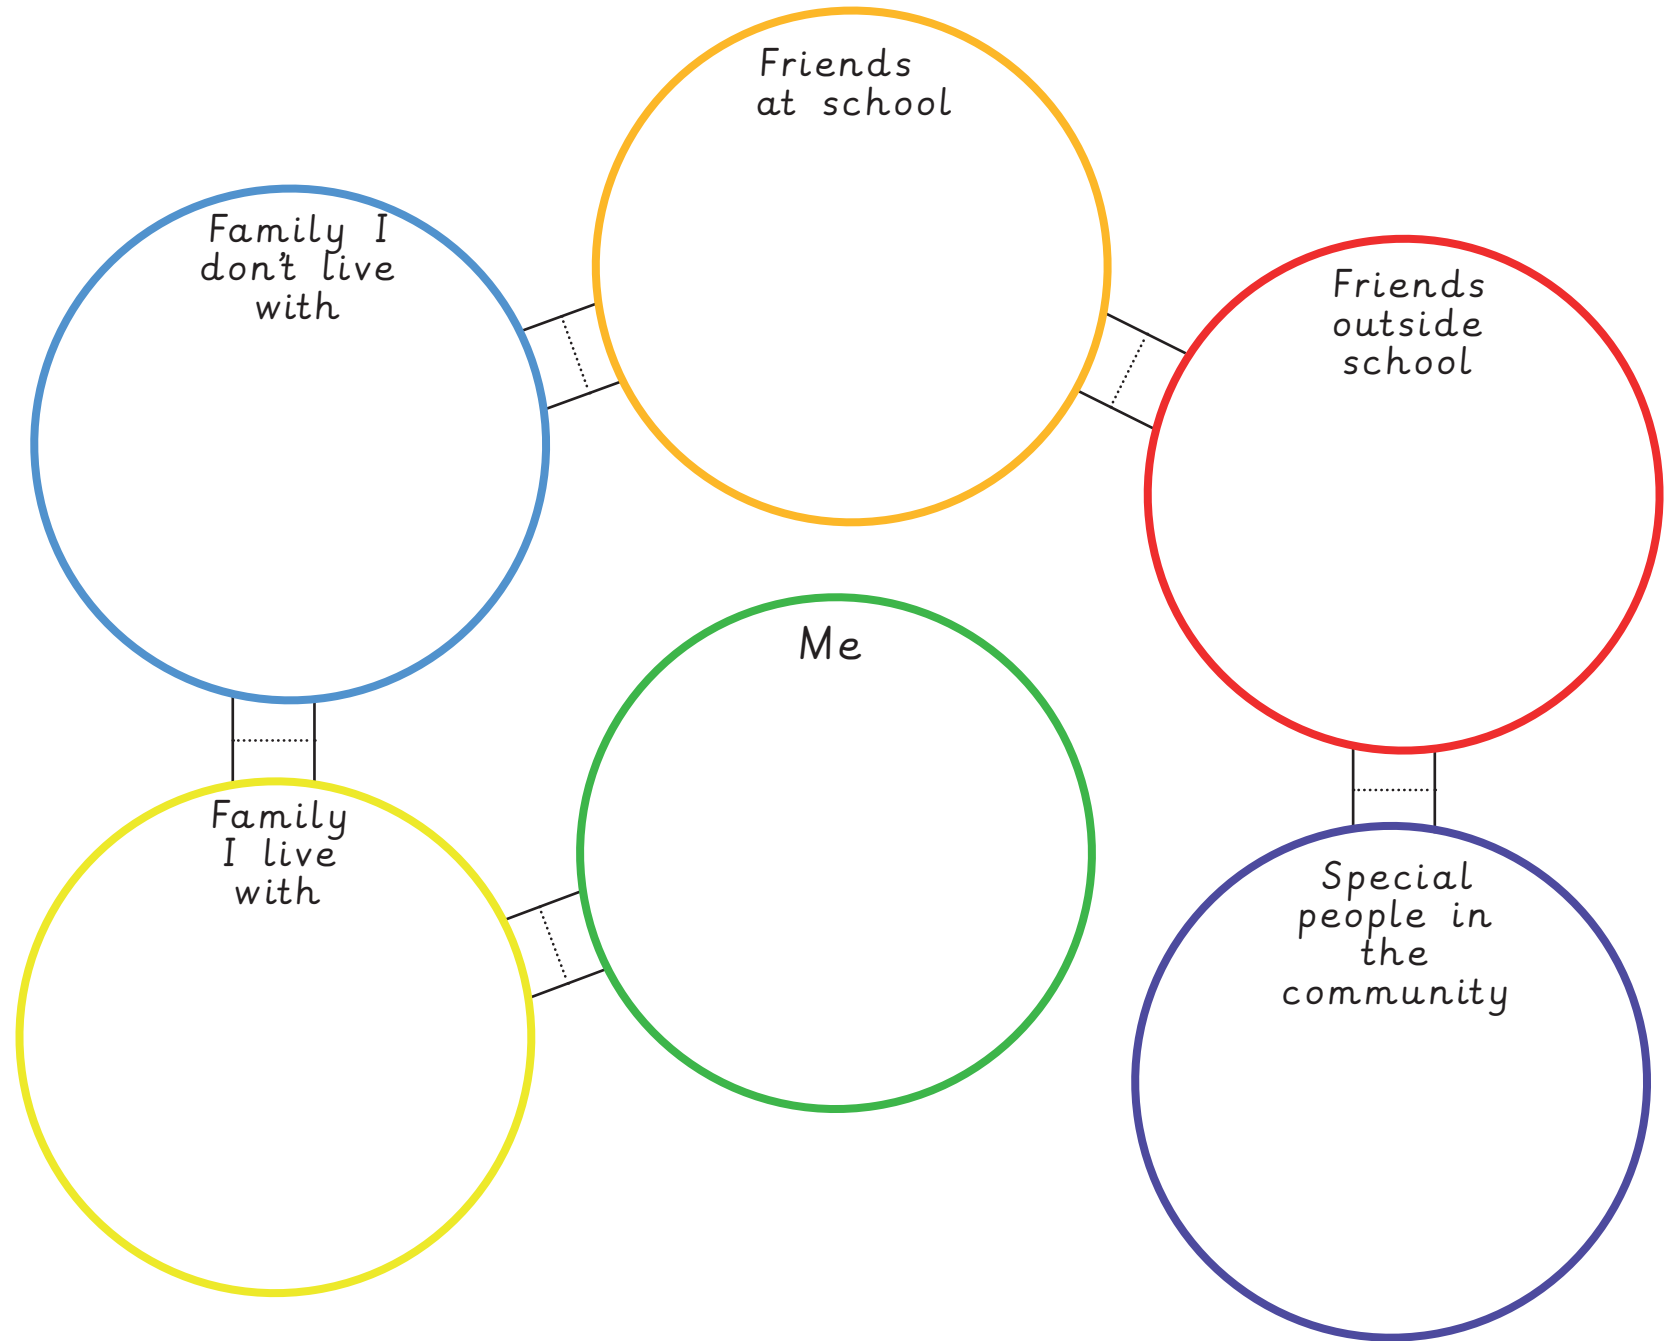 Friends
at school
Family I
don't live
with
Friends
outside
school
Me
Family
I live
with
Special
people in
the
community